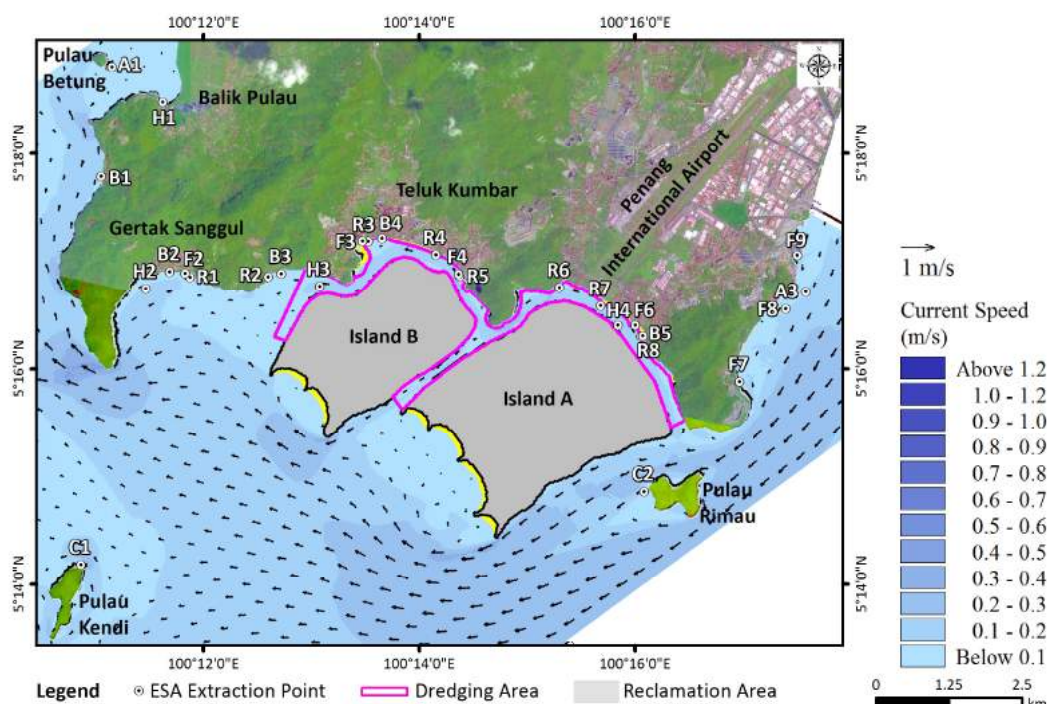 100°12'0"E 100°14'0"E 100°16'0"E
Pulau
Betung
A1
H1
Balik Pulau
B1
5°18'0"N 5°18'0"N
Teluk Kumbar
Penang
International Airport
Gertak Sanggul
H2 B2 F2 R1 R2 B3 H3
F3 R3 B4 R4 F4 R5
R6 R7 H4 F6 B5 R8
F9
A3
F8
F7
Island B
Island A
5°16'0"N 5°16'0"N
C2
Pulau
Rimau
C1
Pulau
Kendi
5°14'0"N 5°14'0"N
100°12'0"E 100°14'0"E 100°16'0"E
1 m/s
Current Speed
(m/s)
Above 1.2
1.0 - 1.2
0.9 - 1.0
0.8 - 0.9
0.7 - 0.8
0.6 - 0.7
0.5 - 0.6
0.4 - 0.5
0.3 - 0.4
0.2 - 0.3
0.1 - 0.2
Below 0.1
0 1.25 2.5
km
Legend ESA Extraction Point Dredging Area Reclamation Area